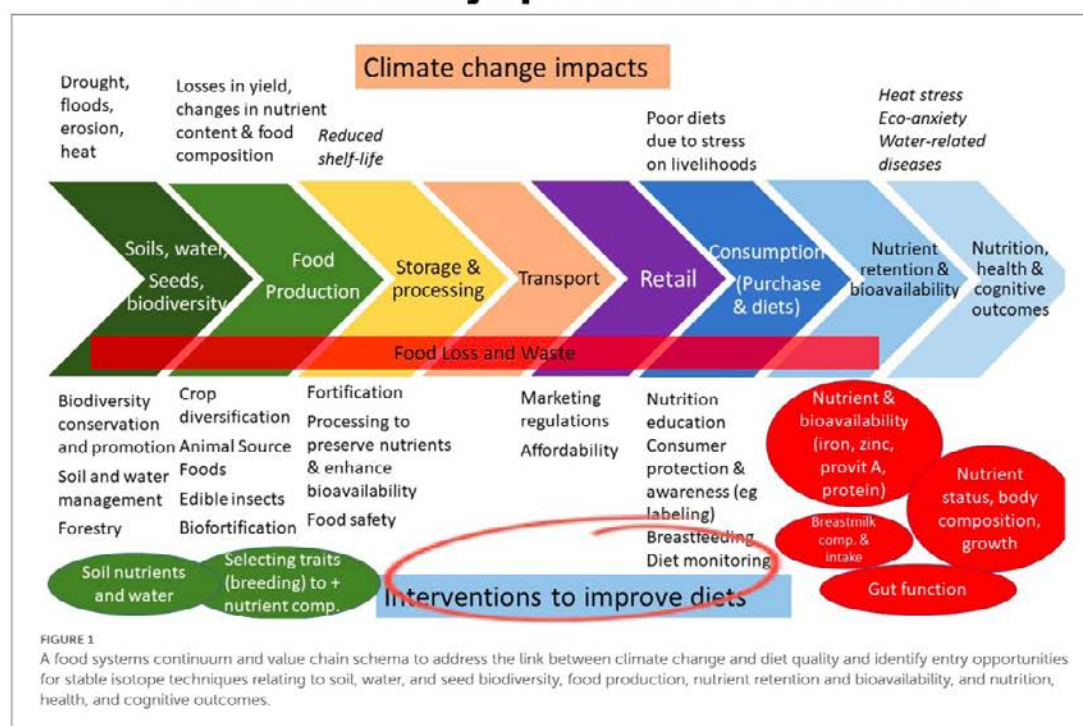 Climate change impacts
Drought,
floods,
erosion,
heat
Losses in yield,
changes in nutrient
content & food
composition
Reduced
shelf-life
Poor diets
due to stress
on livelihoods
Heat stress
Eco-anxiety
Water-related
diseases
Soils, water,
Seeds,
biodiversity
Food
Production
Storage &
processing
Transport
Retail
Consumption
(Purchase
& diets)
Nutrient
retention &
bioavailability
Nutrition,
health &
cognitive
outcomes
Food Loss and Waste
Biodiversity
conservation
and promotion
Soil and water
management
Forestry
Crop
diversification
Animal Source
Foods
Edible insects
Biofortification
Fortification
Processing to
preserve nutrients
& enhance
bioavailability
Food safety
Marketing
regulations
Affordability
Nutrition
education
Consumer
protection &
awareness (eg
labeling)
Breastfeeding
Diet monitoring
Nutrient &
bioavailability
(iron, zinc,
provit A,
protein)
Nutrient
status, body
composition,
growth
Breastmilk
comp. &
intake
Gut function
Soil nutrients
and water
Selecting traits
(breeding) to +
nutrient comp.
Interventions to improve diets
FIGURE 1
A food systems continuum and value chain schema to address the link between climate change and diet quality and identify entry opportunities
for stable isotope techniques relating to soil, water, and seed biodiversity, food production, nutrient retention and bioavailability, and nutrition,
health, and cognitive outcomes.